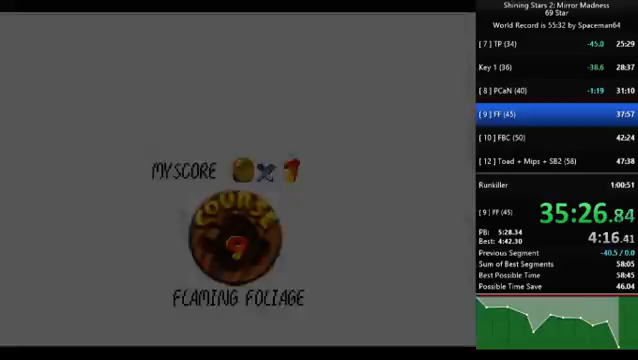 Shining Stars 2: Mirror Madness
69 Star
World Record is 55:32 by Spaceman64
[ 7 ] TP (34) -45.0 25:29
Key 1 (36) -38.6 28:37
[ 8 ] PCaN (40) -1:19 31:10
[ 9 ] FF (45) 37:57
[ 10 ] FBC (50) 42:24
[ 12 ] Toad + Mips + SB2 (58) 47:38
Runkiller 1:00:51
[ 9 ] FF (45) 35:26.84
PB: 5:28.34
Best: 4:42.30 4:16.41
Previous Segment -40.5 / 0.0
Sum of Best Segments 58:05
Best Possible Time 58:45
Possible Time Save 46.04
MY SCORE × 1
COURSE
9
FLAMING FOLIAGE